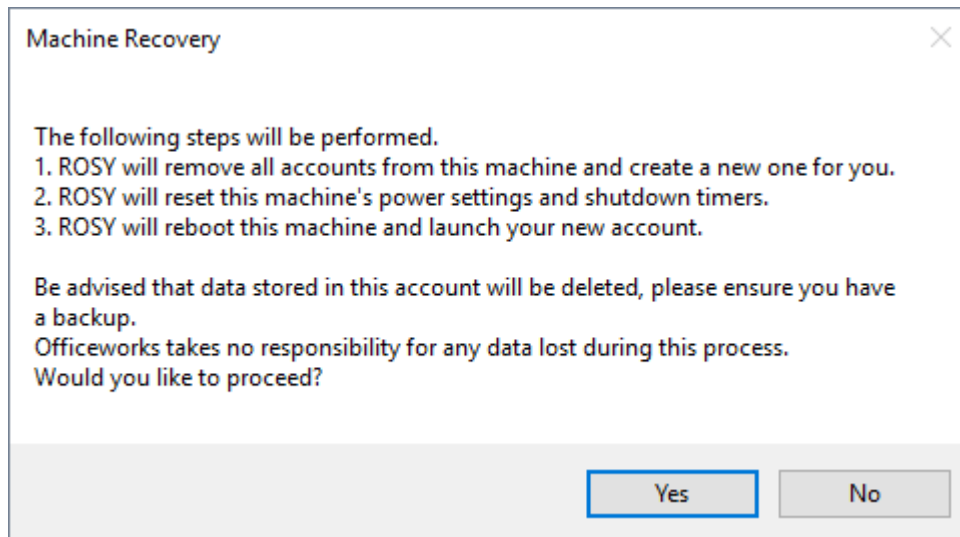 Machine Recovery
The following steps will be performed.
1. ROSY will remove all accounts from this machine and create a new one for you.
2. ROSY will reset this machine's power settings and shutdown timers.
3. ROSY will reboot this machine and launch your new account.
Be advised that data stored in this account will be deleted, please ensure you have
a backup.
Officeworks takes no responsibility for any data lost during this process.
Would you like to proceed?
Yes
No